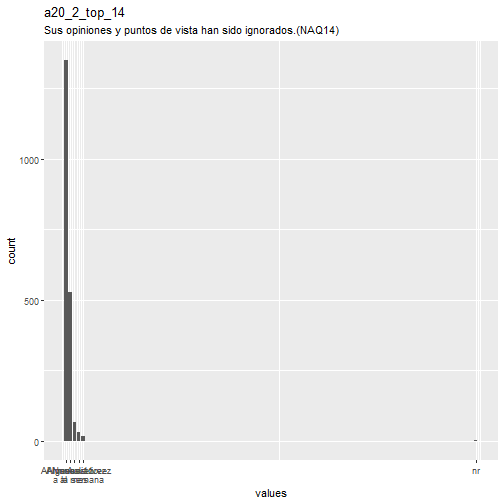 a20_2_top_14
Sus opiniones y puntos de vista han sido ignorados.(NAQ14)
1000
500
0
count
nr
values